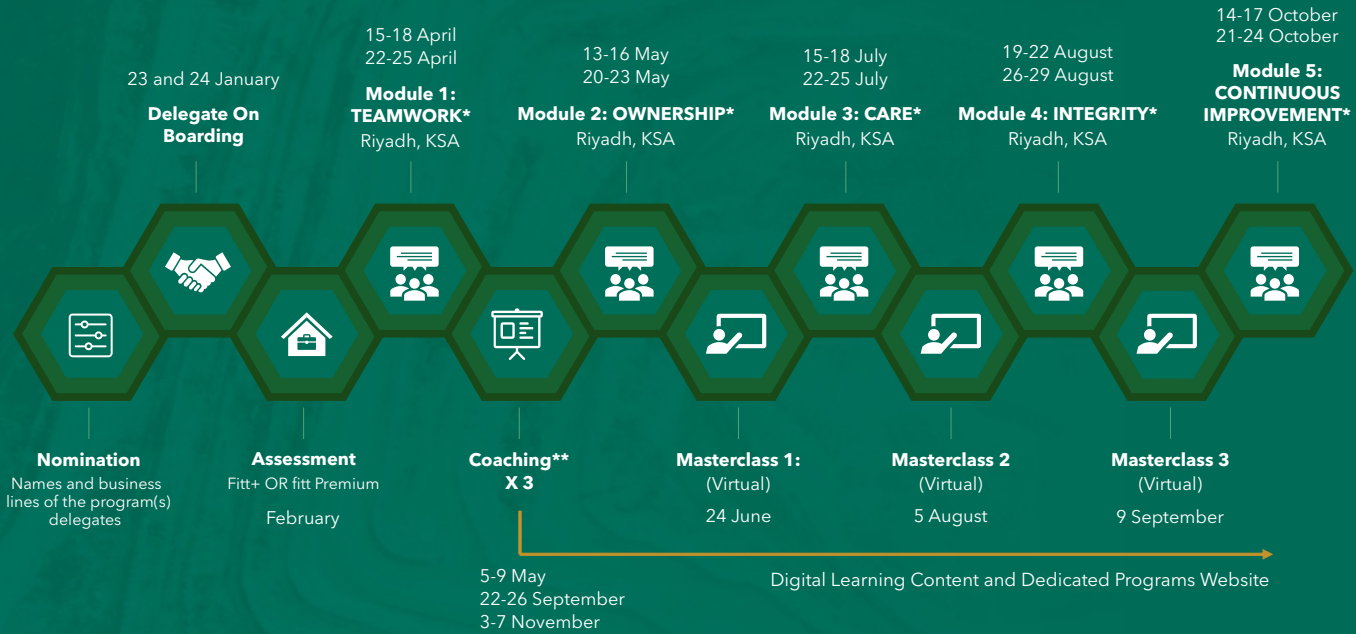 23 and 24 January
Delegate On
Boarding
15-18 April
22-25 April
Module 1:
TEAMWORK*
Riyadh, KSA
13-16 May
20-23 May
Module 2: OWNERSHIP*
Riyadh, KSA
15-18 July
22-25 July
Module 3: CARE*
Riyadh, KSA
19-22 August
26-29 August
Module 4: INTEGRITY*
Riyadh, KSA
14-17 October
21-24 October
Module 5:
CONTINUOUS
IMPROVEMENT*
Riyadh, KSA
Nomination
Names and business
lines of the program(s)
delegates
Assessment
Fitt+ OR fitt Premium
February
Coaching**
X 3
5-9 May
22-26 September
3-7 November
Masterclass 1:
(Virtual)
24 June
Masterclass 2
(Virtual)
5 August
Masterclass 3
(Virtual)
9 September
Digital Learning Content and Dedicated Programs Website